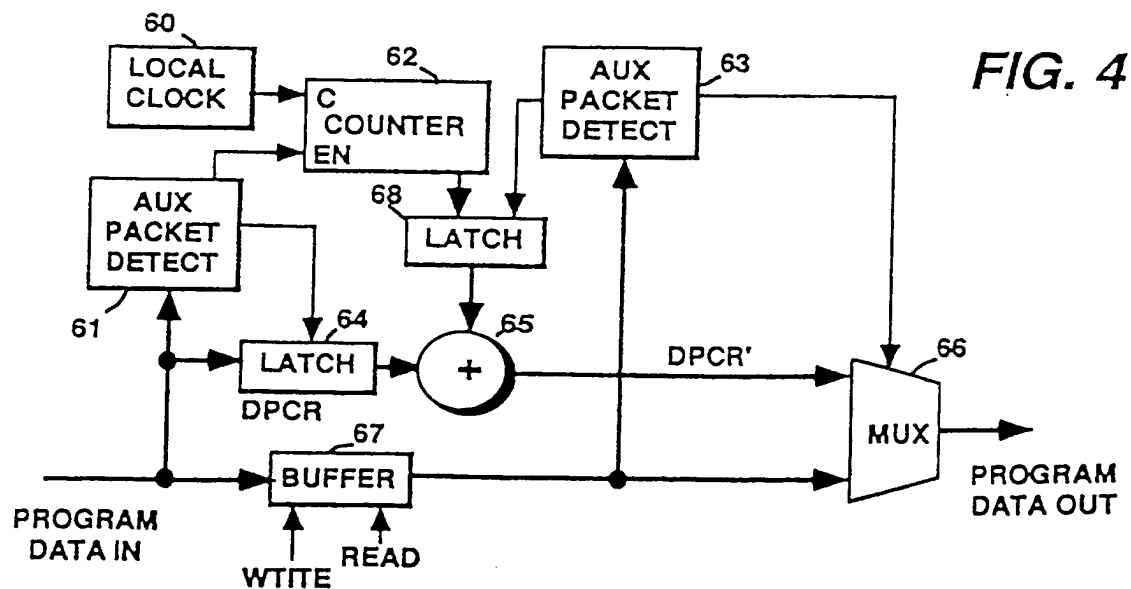 FIG. 4
60
LOCAL
CLOCK
62
C
COUNTER
EN
AUX
PACKET
DETECT
63
AUX
PACKET
DETECT
61
68
LATCH
64
LATCH
DPCR
65
+
DPCR'
66
MUX
67
BUFFER
PROGRAM
DATA IN
WTITE
READ
PROGRAM
DATA OUT